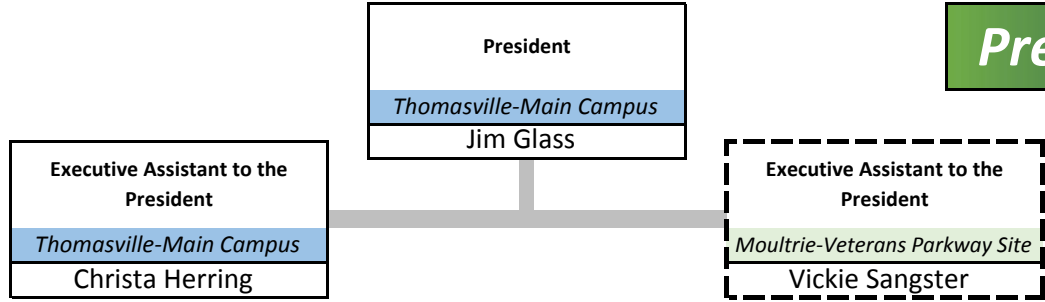 President
Thomasville-Main Campus
Jim Glass
Pre
Executive Assistant to the
President
Thomasville-Main Campus
Christa Herring
Executive Assistant to the
President
Moultrie-Veterans Parkway Site
Vickie Sangster